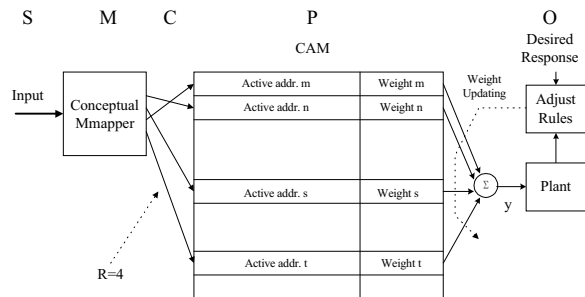 S M C P O
CAM
Desired
Response
Input
Conceptual
Mmapper
Active addr. m Weight m
Active addr. n Weight n
Weight
Updating
Adjust
Rules
Active addr. s Weight s
Σ
y
Plant
Active addr. t Weight t
R=4